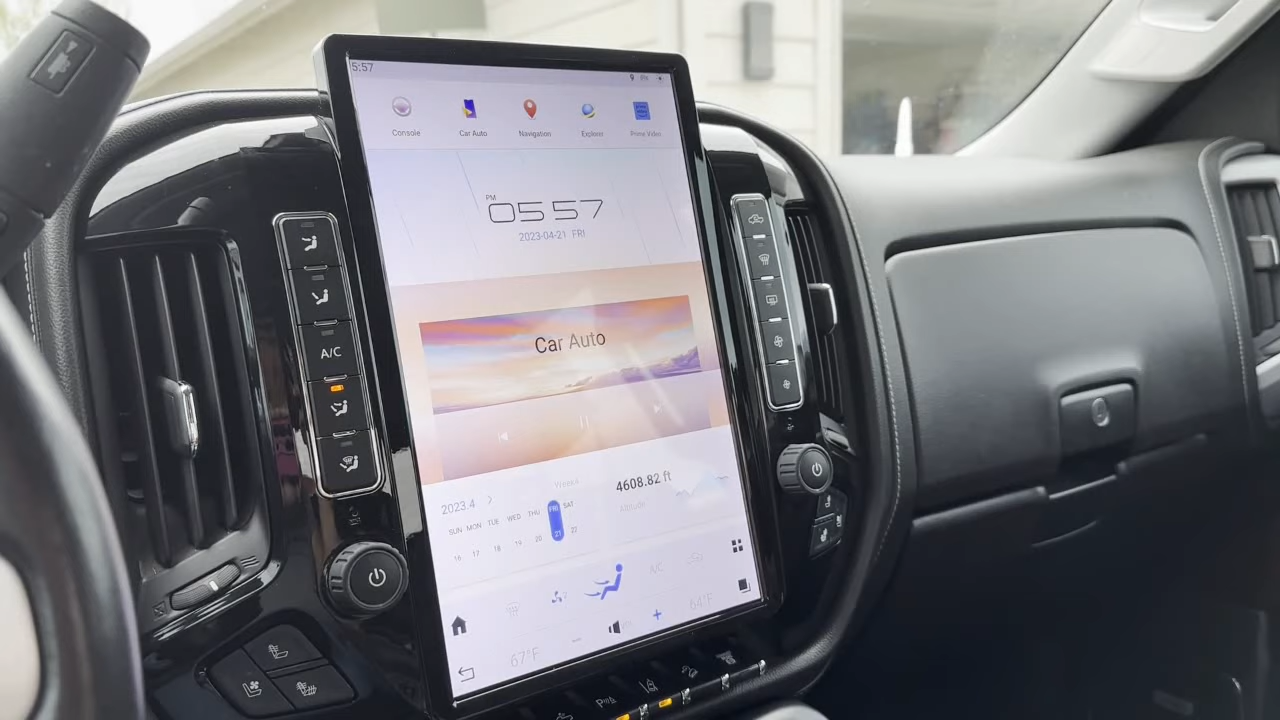 5:57
Console Car Auto Navigation Explorer Prime Video
PM
05 57
2023-04-21 FRI
Car Auto
A/C
2023.4 >
Week4
4608.82 ft
Altitude
SUN MON TUE WED THU FRI SAT
16 17 18 19 20 21 22
A/C
67°F
64°F